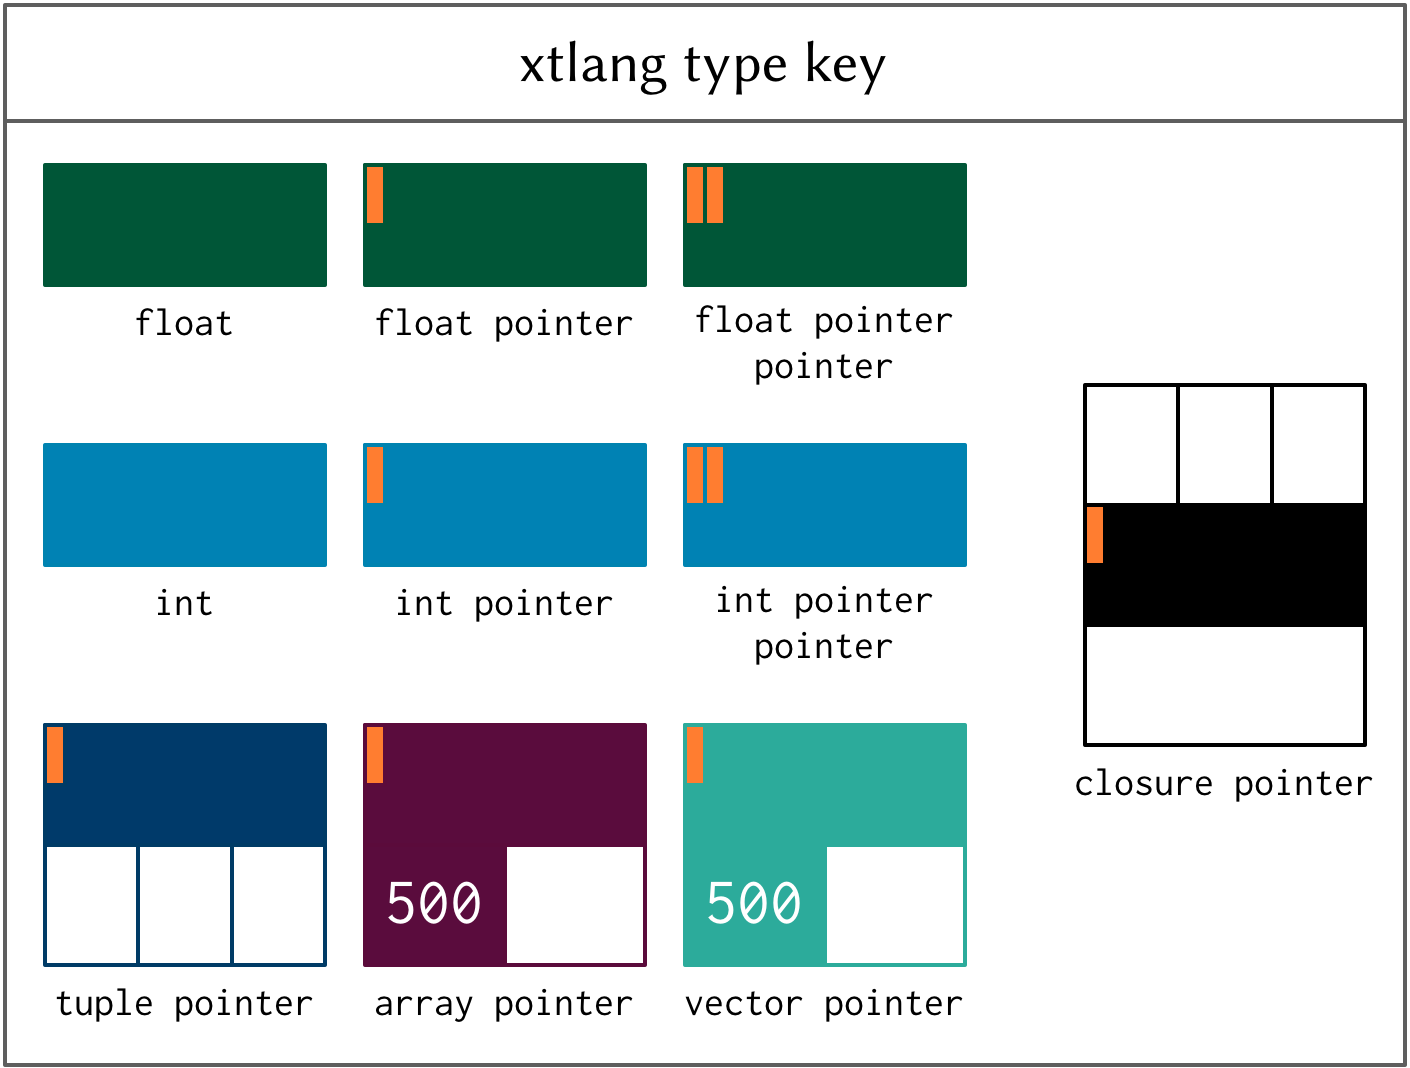 xtlang type key
float
float pointer
float pointer
pointer
int
int pointer
int pointer
pointer
500
500
tuple pointer
array pointer
vector pointer
closure pointer